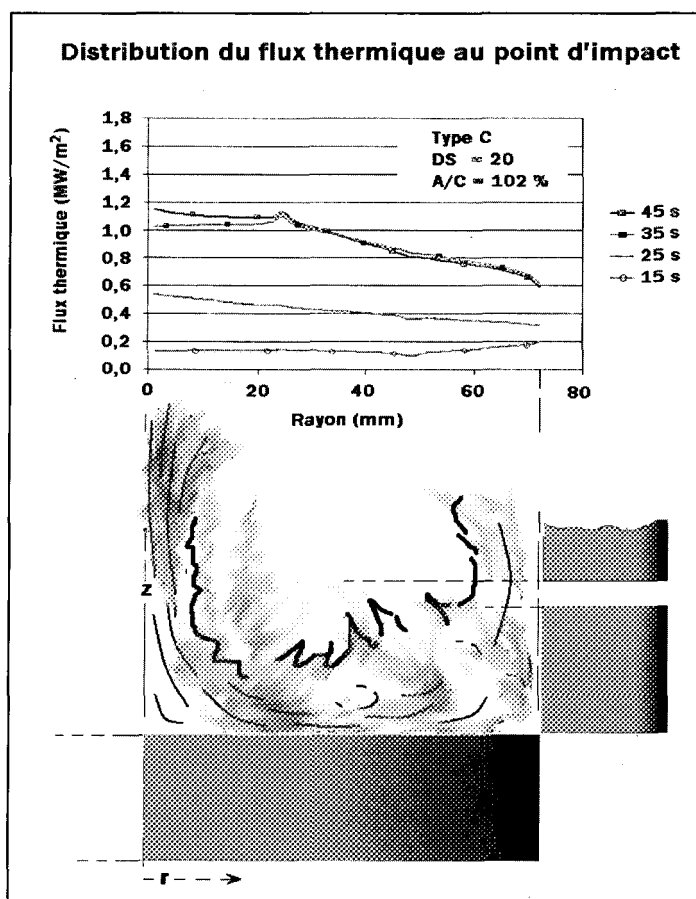 Distribution du flux thermique au point d'impact
Flux thermique (MW/m²)
1,8
1,6
1,4
1,2
1,0
0,8
0,6
0,4
0,2
0,0
Type C
DS = 20
A/C = 102 %
45 s
35 s
25 s
15 s
0
20
40
60
80
Rayon (mm)
z
r